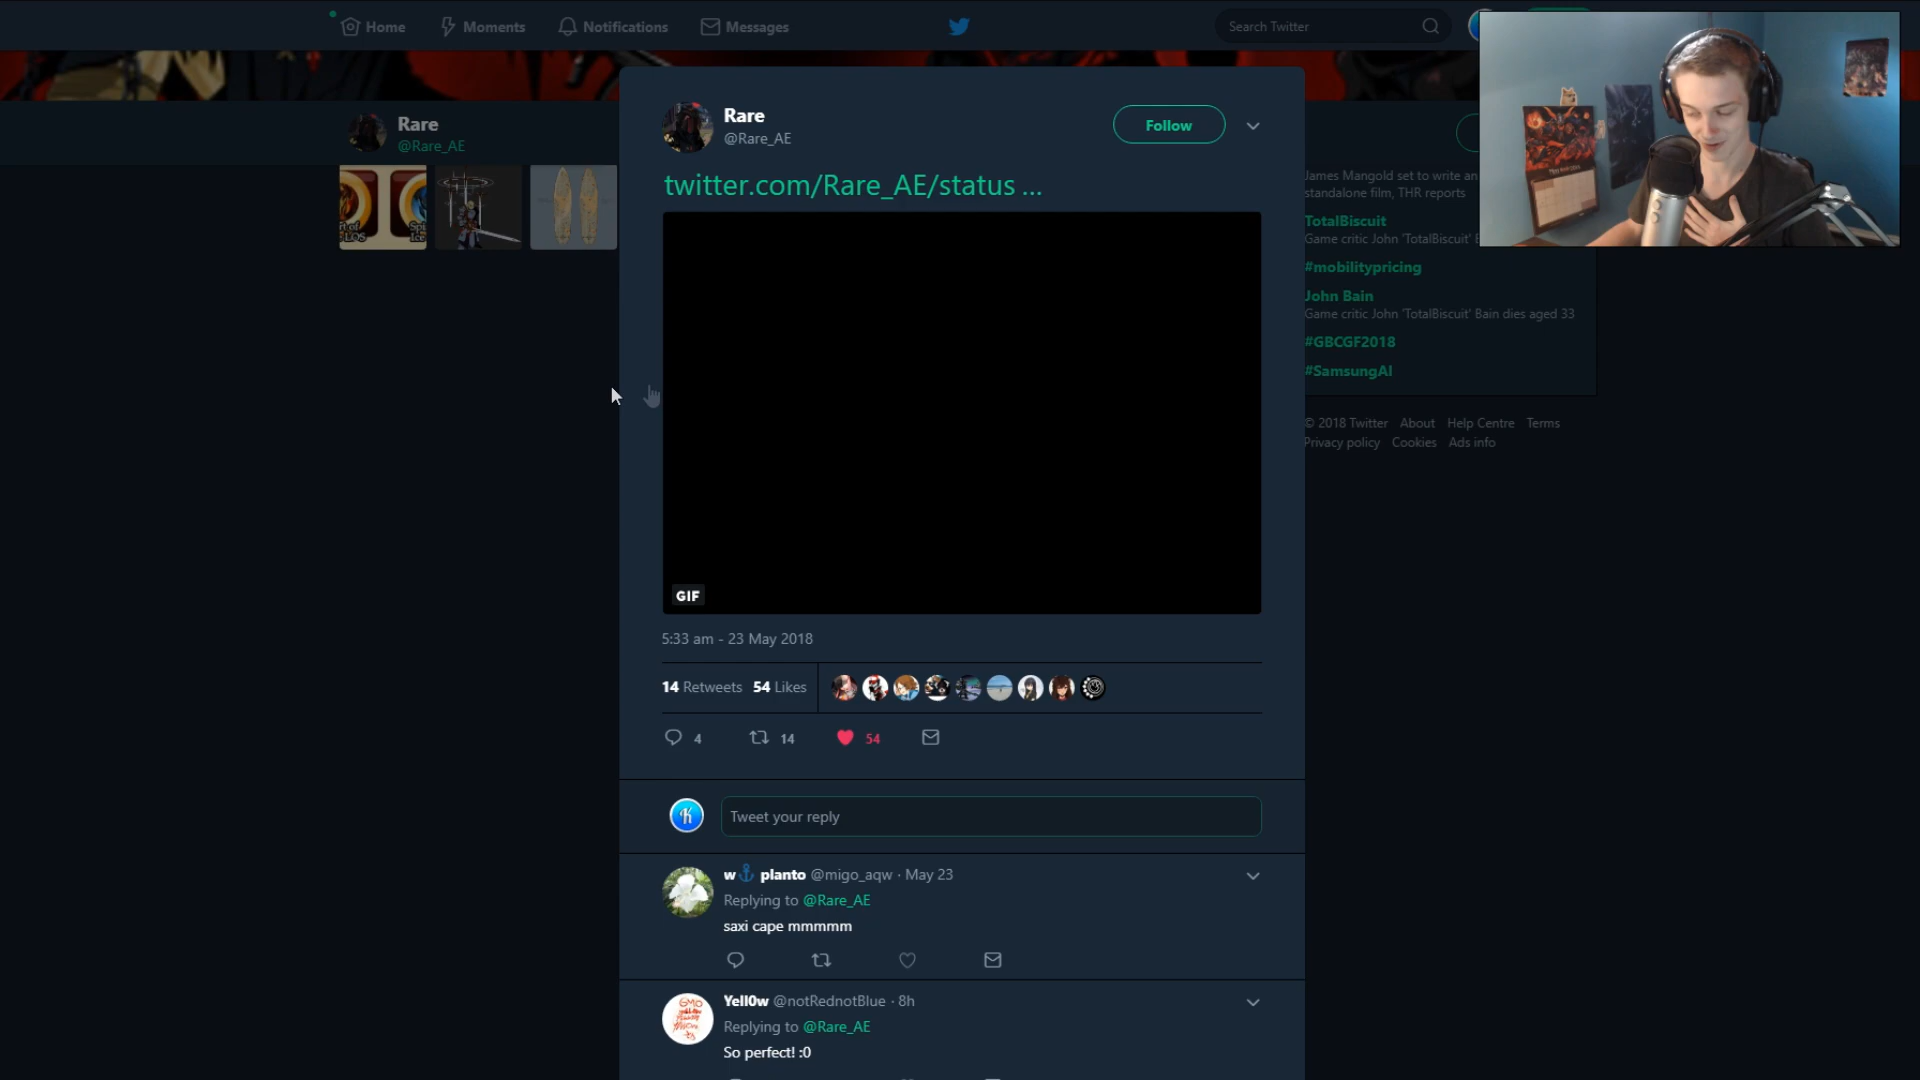 Home
Moments
Notifications
Messages
Search Twitter
Rare
@Rare_AE
Rare
@Rare_AE
Follow
twitter.com/Rare_AE/status ...
GIF
5:33 am - 23 May 2018
14 Retweets 54 Likes
4
14
54
Tweet your reply
w planto @migo_aqw · May 23
Replying to @Rare_AE
saxi cape mmmmm
Yell0w @notRednotBlue · 8h
Replying to @Rare_AE
So perfect! :0
James Mangold set to write an
standalone film, THR reports
TotalBiscuit
Game critic John 'TotalBiscuit'
#mobilitypricing
John Bain
Game critic John 'TotalBiscuit' Bain dies aged 33
#GBCGF2018
#SamsungAI
© 2018 Twitter About Help Centre Terms
Privacy policy Cookies Ads info